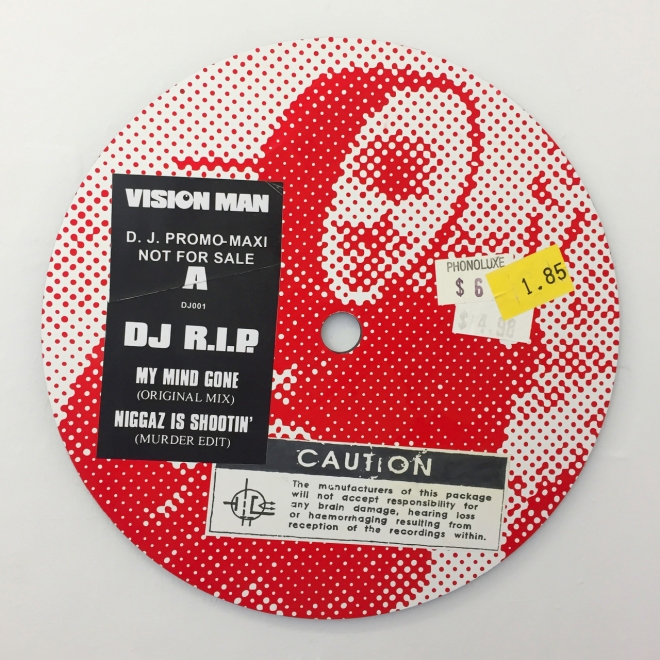 VISION MAN
D. J. PROMO-MAXI
NOT FOR SALE
A
DJ001
DJ R.I.P.
MY MIND GONE
(ORIGINAL MIX)
NIGGAZ IS SHOOTIN'
(MURDER EDIT)
PHONOLUXE
$ 6
1.85
$ 4.98
CAUTION
The manufacturers of this package
will not accept responsibility for
any brain damage, hearing loss
or haemorrhaging resulting from
reception of the recordings within.